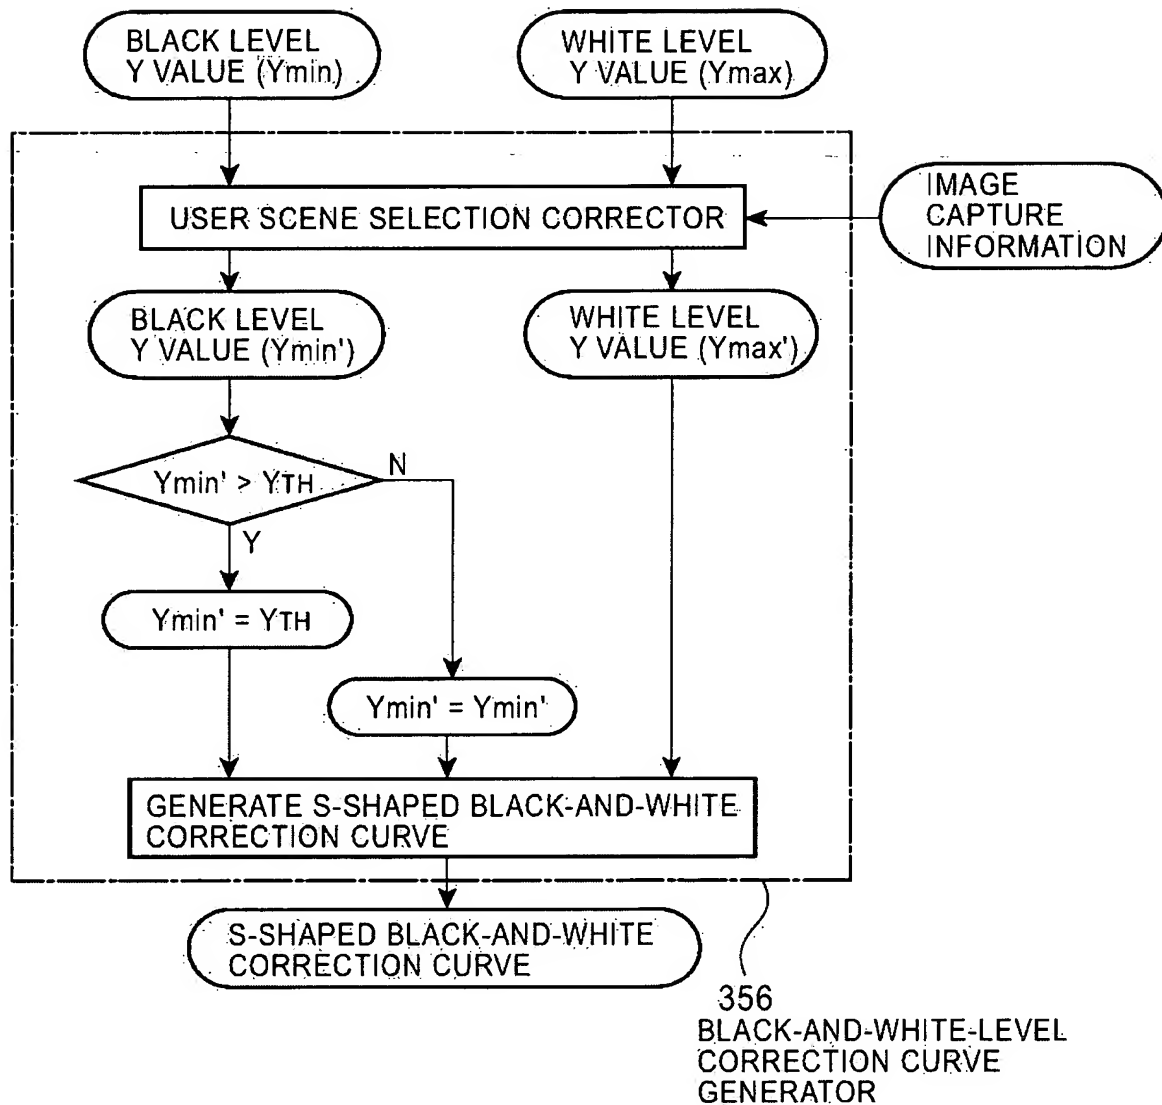 BLACK LEVEL
Y VALUE (Ymin)
WHITE LEVEL
Y VALUE (Ymax)
USER SCENE SELECTION CORRECTOR
IMAGE
CAPTURE
INFORMATION
BLACK LEVEL
Y VALUE (Ymin')
WHITE LEVEL
Y VALUE (Ymax')
Ymin' > YTH
N
Y
Ymin' = YTH
Ymin' = Ymin'
GENERATE S-SHAPED BLACK-AND-WHITE
CORRECTION CURVE
S-SHAPED BLACK-AND-WHITE
CORRECTION CURVE
356
BLACK-AND-WHITE-LEVEL
CORRECTION CURVE
GENERATOR